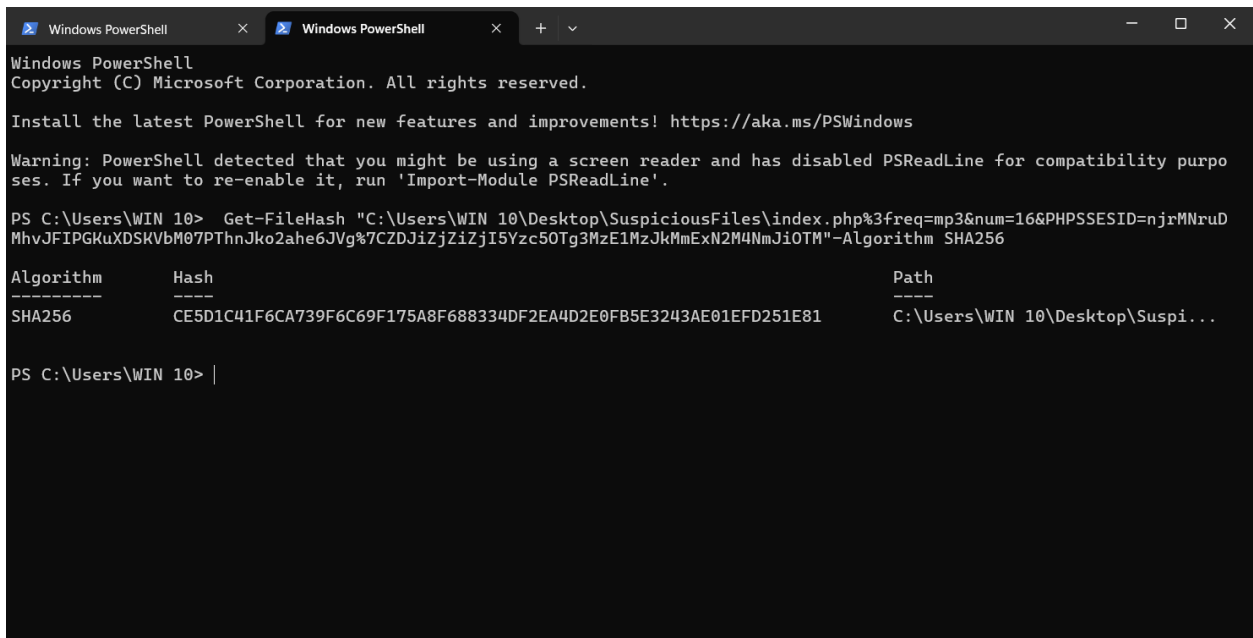 Windows PowerShell
Windows PowerShell
Windows PowerShell
Copyright (C) Microsoft Corporation. All rights reserved.
Install the latest PowerShell for new features and improvements! https://aka.ms/PSWindows
Warning: PowerShell detected that you might be using a screen reader and has disabled PSReadLine for compatibility purpo
ses. If you want to re-enable it, run 'Import-Module PSReadLine'.
PS C:\Users\WIN 10>  Get-FileHash "C:\Users\WIN 10\Desktop\SuspiciousFiles\index.php%3freq=mp3&num=16&PHPSSESID=njrMNruD
MhvJFIPGKuXDSKVbM07PThnJko2ahe6JVg%7CZDJiZjZiZjI5Yzc5OTg3MzE1MzJkMmExN2M4NmJiOTM"-Algorithm SHA256
Algorithm       Hash                                                                   Path
---------       ----                                                                   ----
SHA256          CE5D1C41F6CA739F6C69F175A8F688334DF2EA4D2E0FB5E3243AE01EFD251E81       C:\Users\WIN 10\Desktop\Suspi...
PS C:\Users\WIN 10>